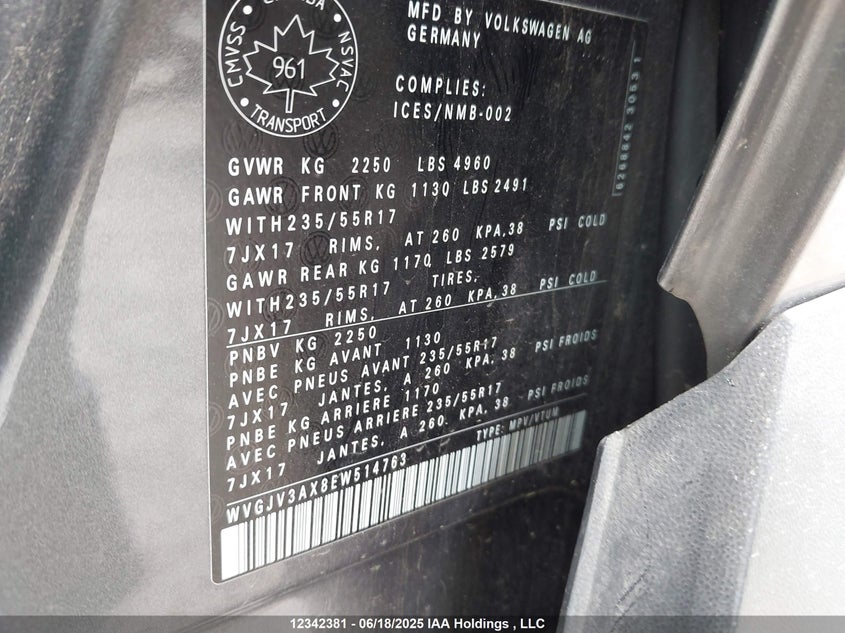 CMVSS
NSVAC
961
TRANSPORT
MFD BY VOLKSWAGEN AG
GERMANY
COMPLIES:
ICES/NMB-002
GVWR KG 2250 LBS 4960
GAWR FRONT KG 1130 LBS 2491
WITH235/55R17
7JX17 RIMS, AT 260 KPA,38 PSI COLD
GAWR REAR KG 1170 LBS 2579
WITH235/55R17 TIRES,
7JX17 RIMS, AT 260 KPA,38 PSI COLD
PNBV KG 2250
PNBE KG AVANT 1130
AVEC PNEUS AVANT 235/55R17
7JX17 JANTES, A 260 KPA, 38 PSI FROIDS
PNBE KG ARRIERE 1170
AVEC PNEUS ARRIERE 235/55R17
7JX17 JANTES, A 260 KPA, 38 PSI FROIDS
TYPE: MPV/VTUM
WVGJV3AX8EW514763
6268842 3053 1
12342381 - 06/18/2025 IAA Holdings , LLC